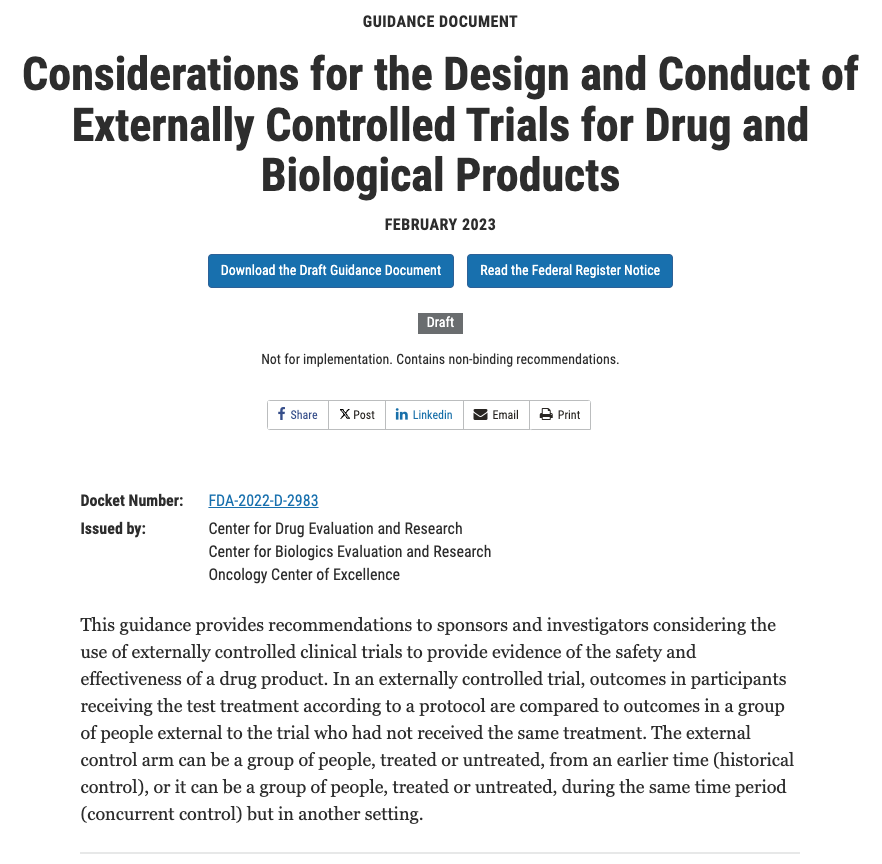 GUIDANCE DOCUMENT
Considerations for the Design and Conduct of
Externally Controlled Trials for Drug and
Biological Products
FEBRUARY 2023
Download the Draft Guidance Document Read the Federal Register Notice
Draft
Not for implementation. Contains non-binding recommendations.
f Share X Post in Linkedin Email Print
Docket Number: FDA-2022-D-2983
Issued by: Center for Drug Evaluation and Research
Center for Biologics Evaluation and Research
Oncology Center of Excellence
This guidance provides recommendations to sponsors and investigators considering the
use of externally controlled clinical trials to provide evidence of the safety and
effectiveness of a drug product. In an externally controlled trial, outcomes in participants
receiving the test treatment according to a protocol are compared to outcomes in a group
of people external to the trial who had not received the same treatment. The external
control arm can be a group of people, treated or untreated, from an earlier time (historical
control), or it can be a group of people, treated or untreated, during the same time period
(concurrent control) but in another setting.